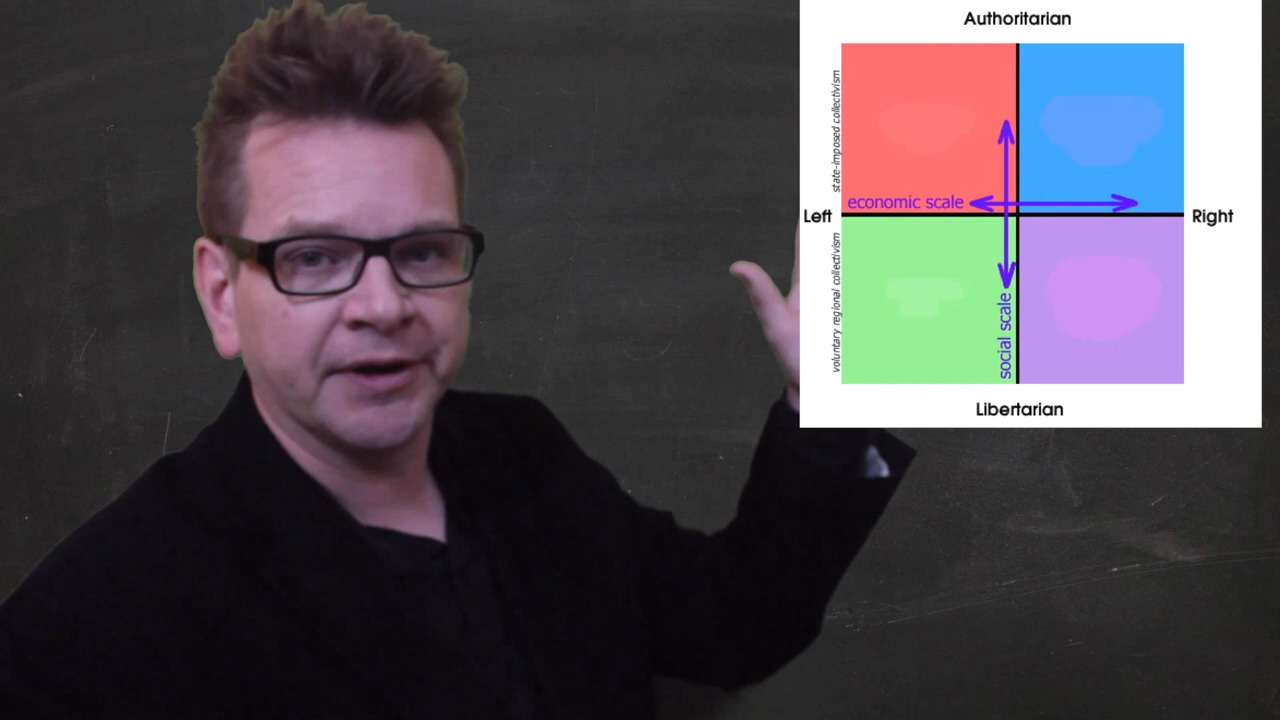 Authoritarian
state-imposed collectivism
economic scale
Left
Right
voluntary regional collectivism
social scale
Libertarian